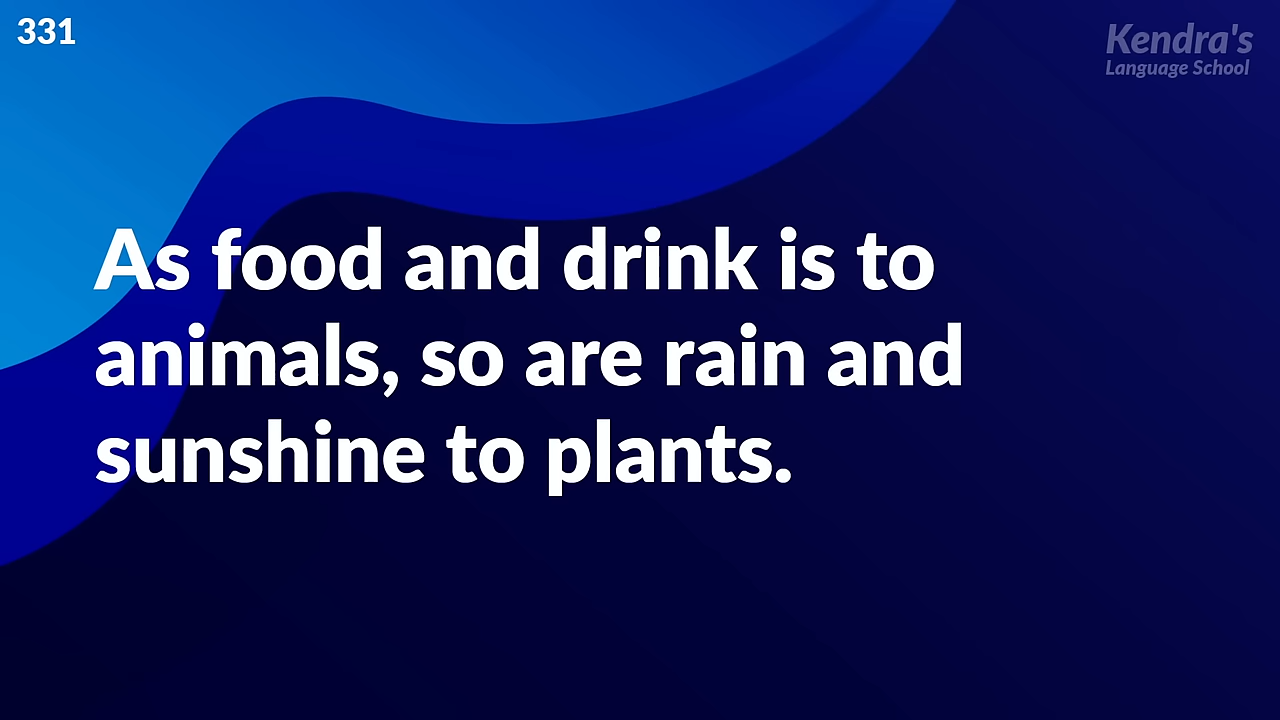 331
Kendra's
Language School
As food and drink is to
animals, so are rain and
sunshine to plants.